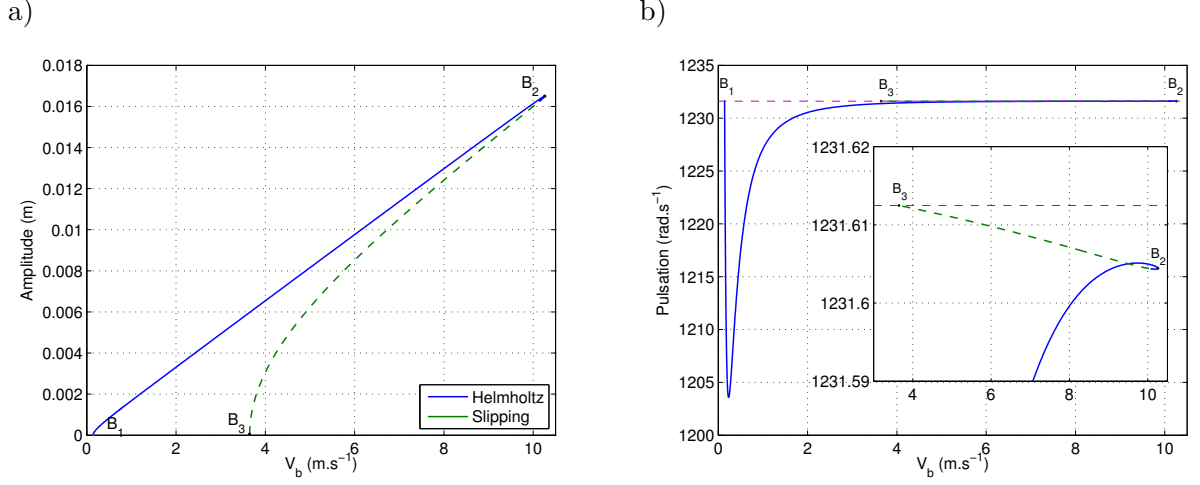 a)
0.018
0.016
0.014
0.012
0.01
0.008
0.006
0.004
0.002
0
Amplitude (m)
B2
B1
B3
Helmholtz
Slipping
0 2 4 6 8 10
Vb (m.s−1)
b)
1235
1230
1225
1220
1215
1210
1205
1200
Pulsation (rad.s−1)
B1
B3
B2
1231.62
1231.61
1231.6
1231.59
B3
B2
4 6 8 10
0 2 4 6 8 10
Vb (m.s−1)